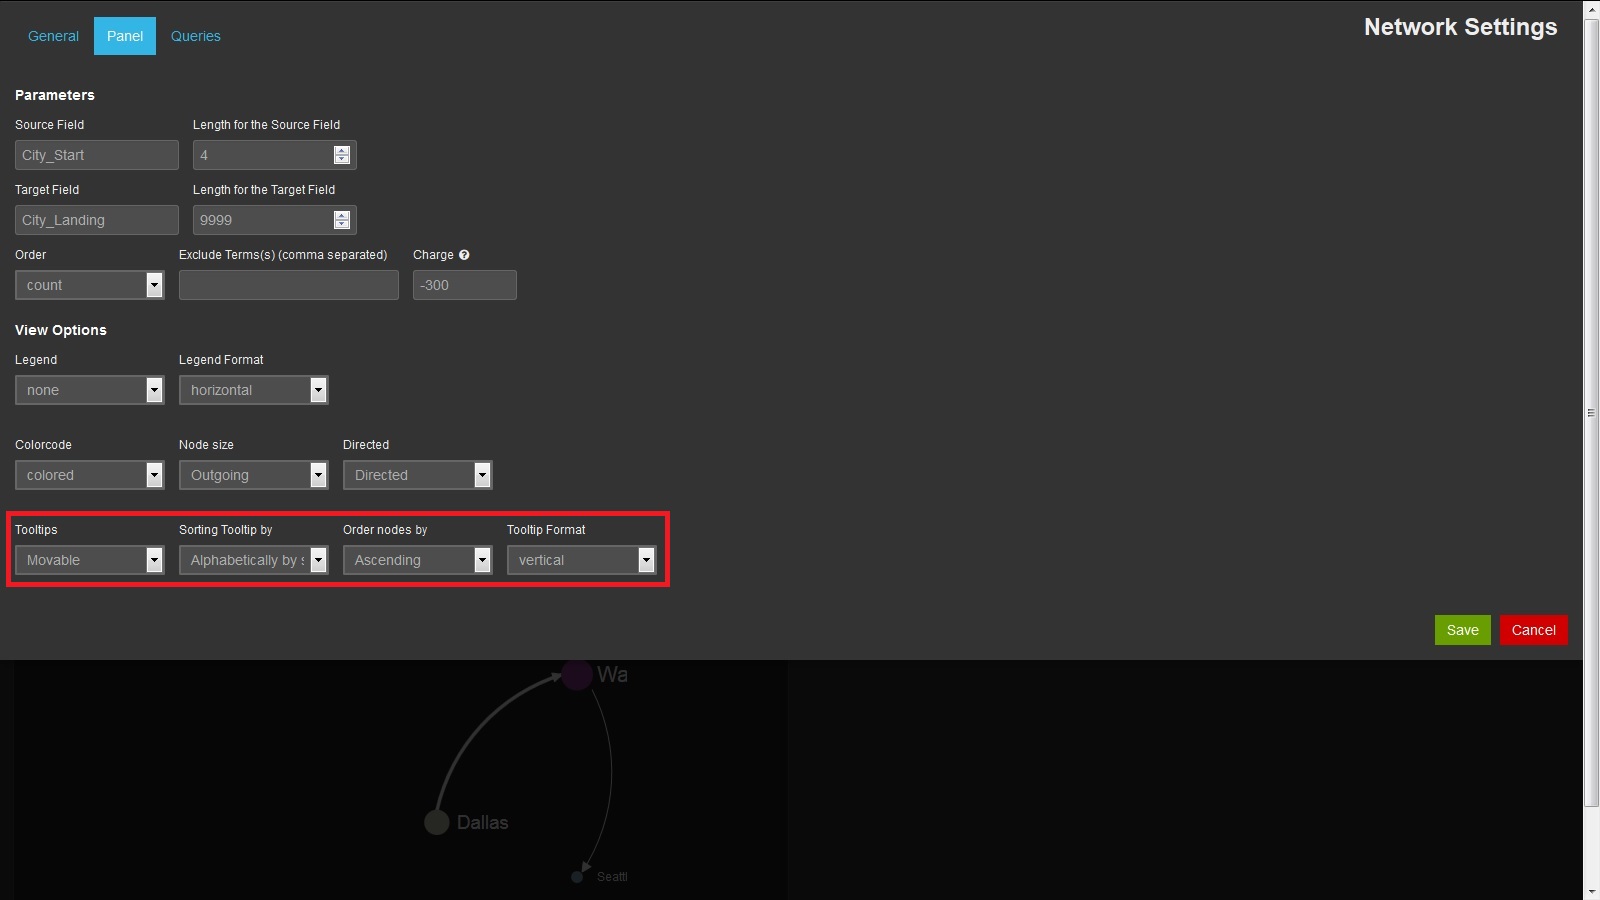 General Panel Queries Network Settings
Parameters
Source Field Length for the Source Field
City_Start 4
Target Field Length for the Target Field
City_Landing 9999
Order Exclude Terms(s) (comma separated) Charge ?
count -300
View Options
Legend Legend Format
none horizontal
Colorcode Node size Directed
colored Outgoing Directed
Tooltips Sorting Tooltip by Order nodes by Tooltip Format
Movable Alphabetically by s Ascending vertical
Save Cancel
Wa
Dallas
Seattl